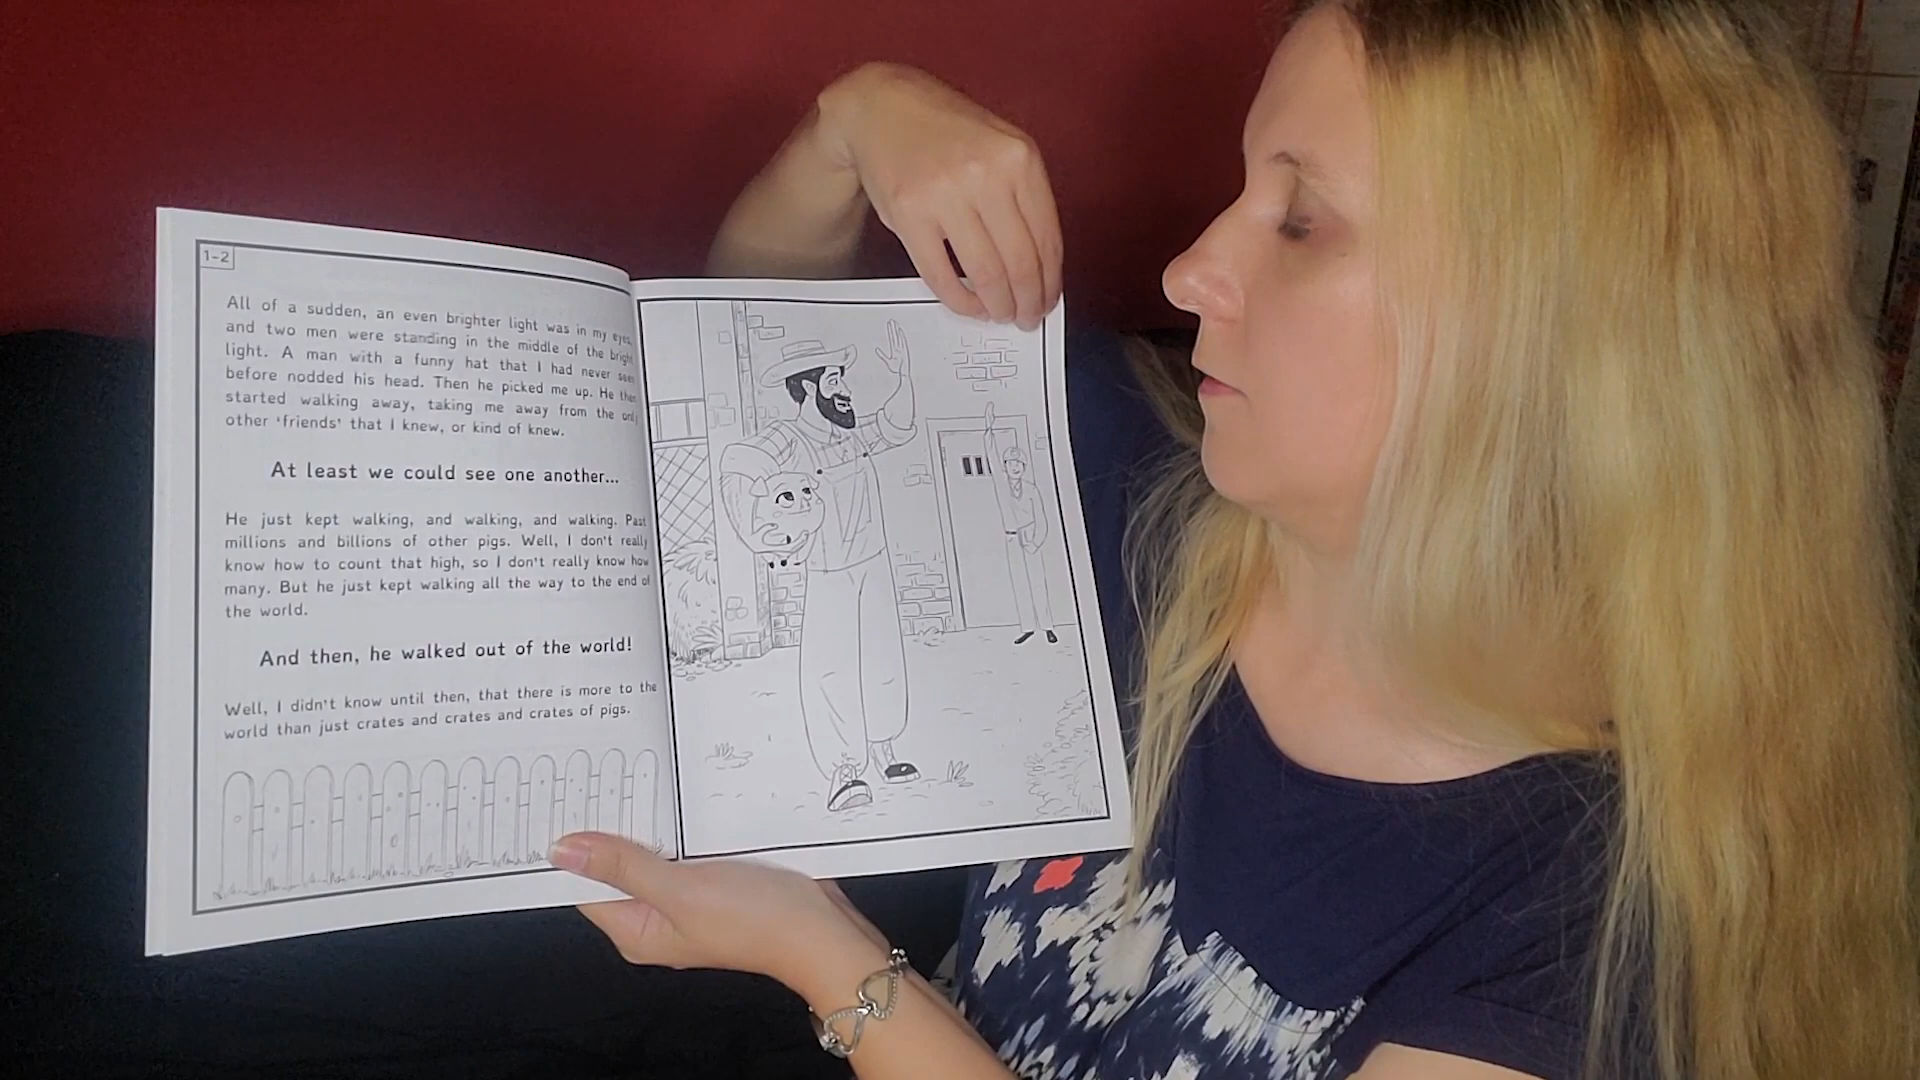 1-2
All of a sudden, an even brighter light was in my eyes,
and two men were standing in the middle of the bright
light. A man with a funny hat that I had never seen
before nodded his head. Then he picked me up. He then
started walking away, taking me away from the only
other 'friends' that I knew, or kind of knew.
At least we could see one another...
He just kept walking, and walking, and walking. Past
millions and billions of other pigs. Well, I don't really
know how to count that high, so I don't really know how
many. But he just kept walking all the way to the end of
the world.
And then, he walked out of the world!
Well, I didn't know until then, that there is more to the
world than just crates and crates and crates of pigs.